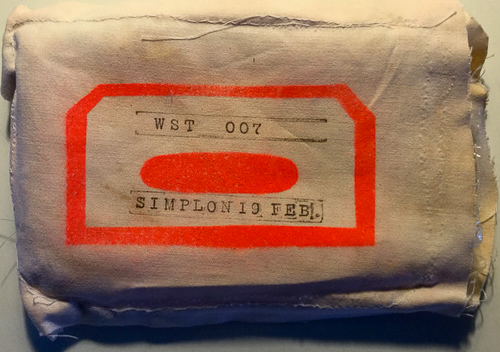 WST 007
SIMPLON 19 FEB.